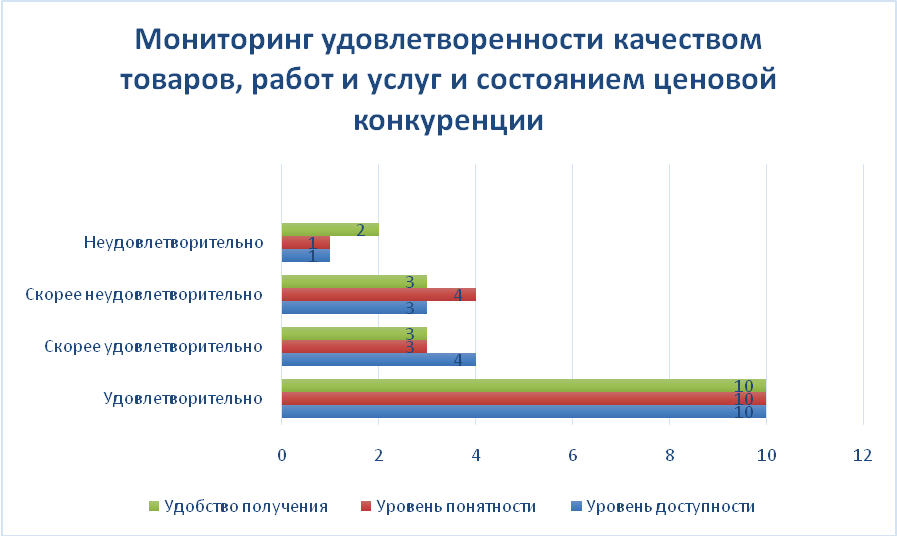 Мониторинг удовлетворенности качеством
товаров, работ и услуг и состоянием ценовой
конкуренции
Неудовлетворительно
2
1
1
Скорее неудовлетворительно
3
4
3
Скорее удовлетворительно
3
3
4
Удовлетворительно
10
10
10
0 2 4 6 8 10 12
Удобство получения Уровень понятности Уровень доступности